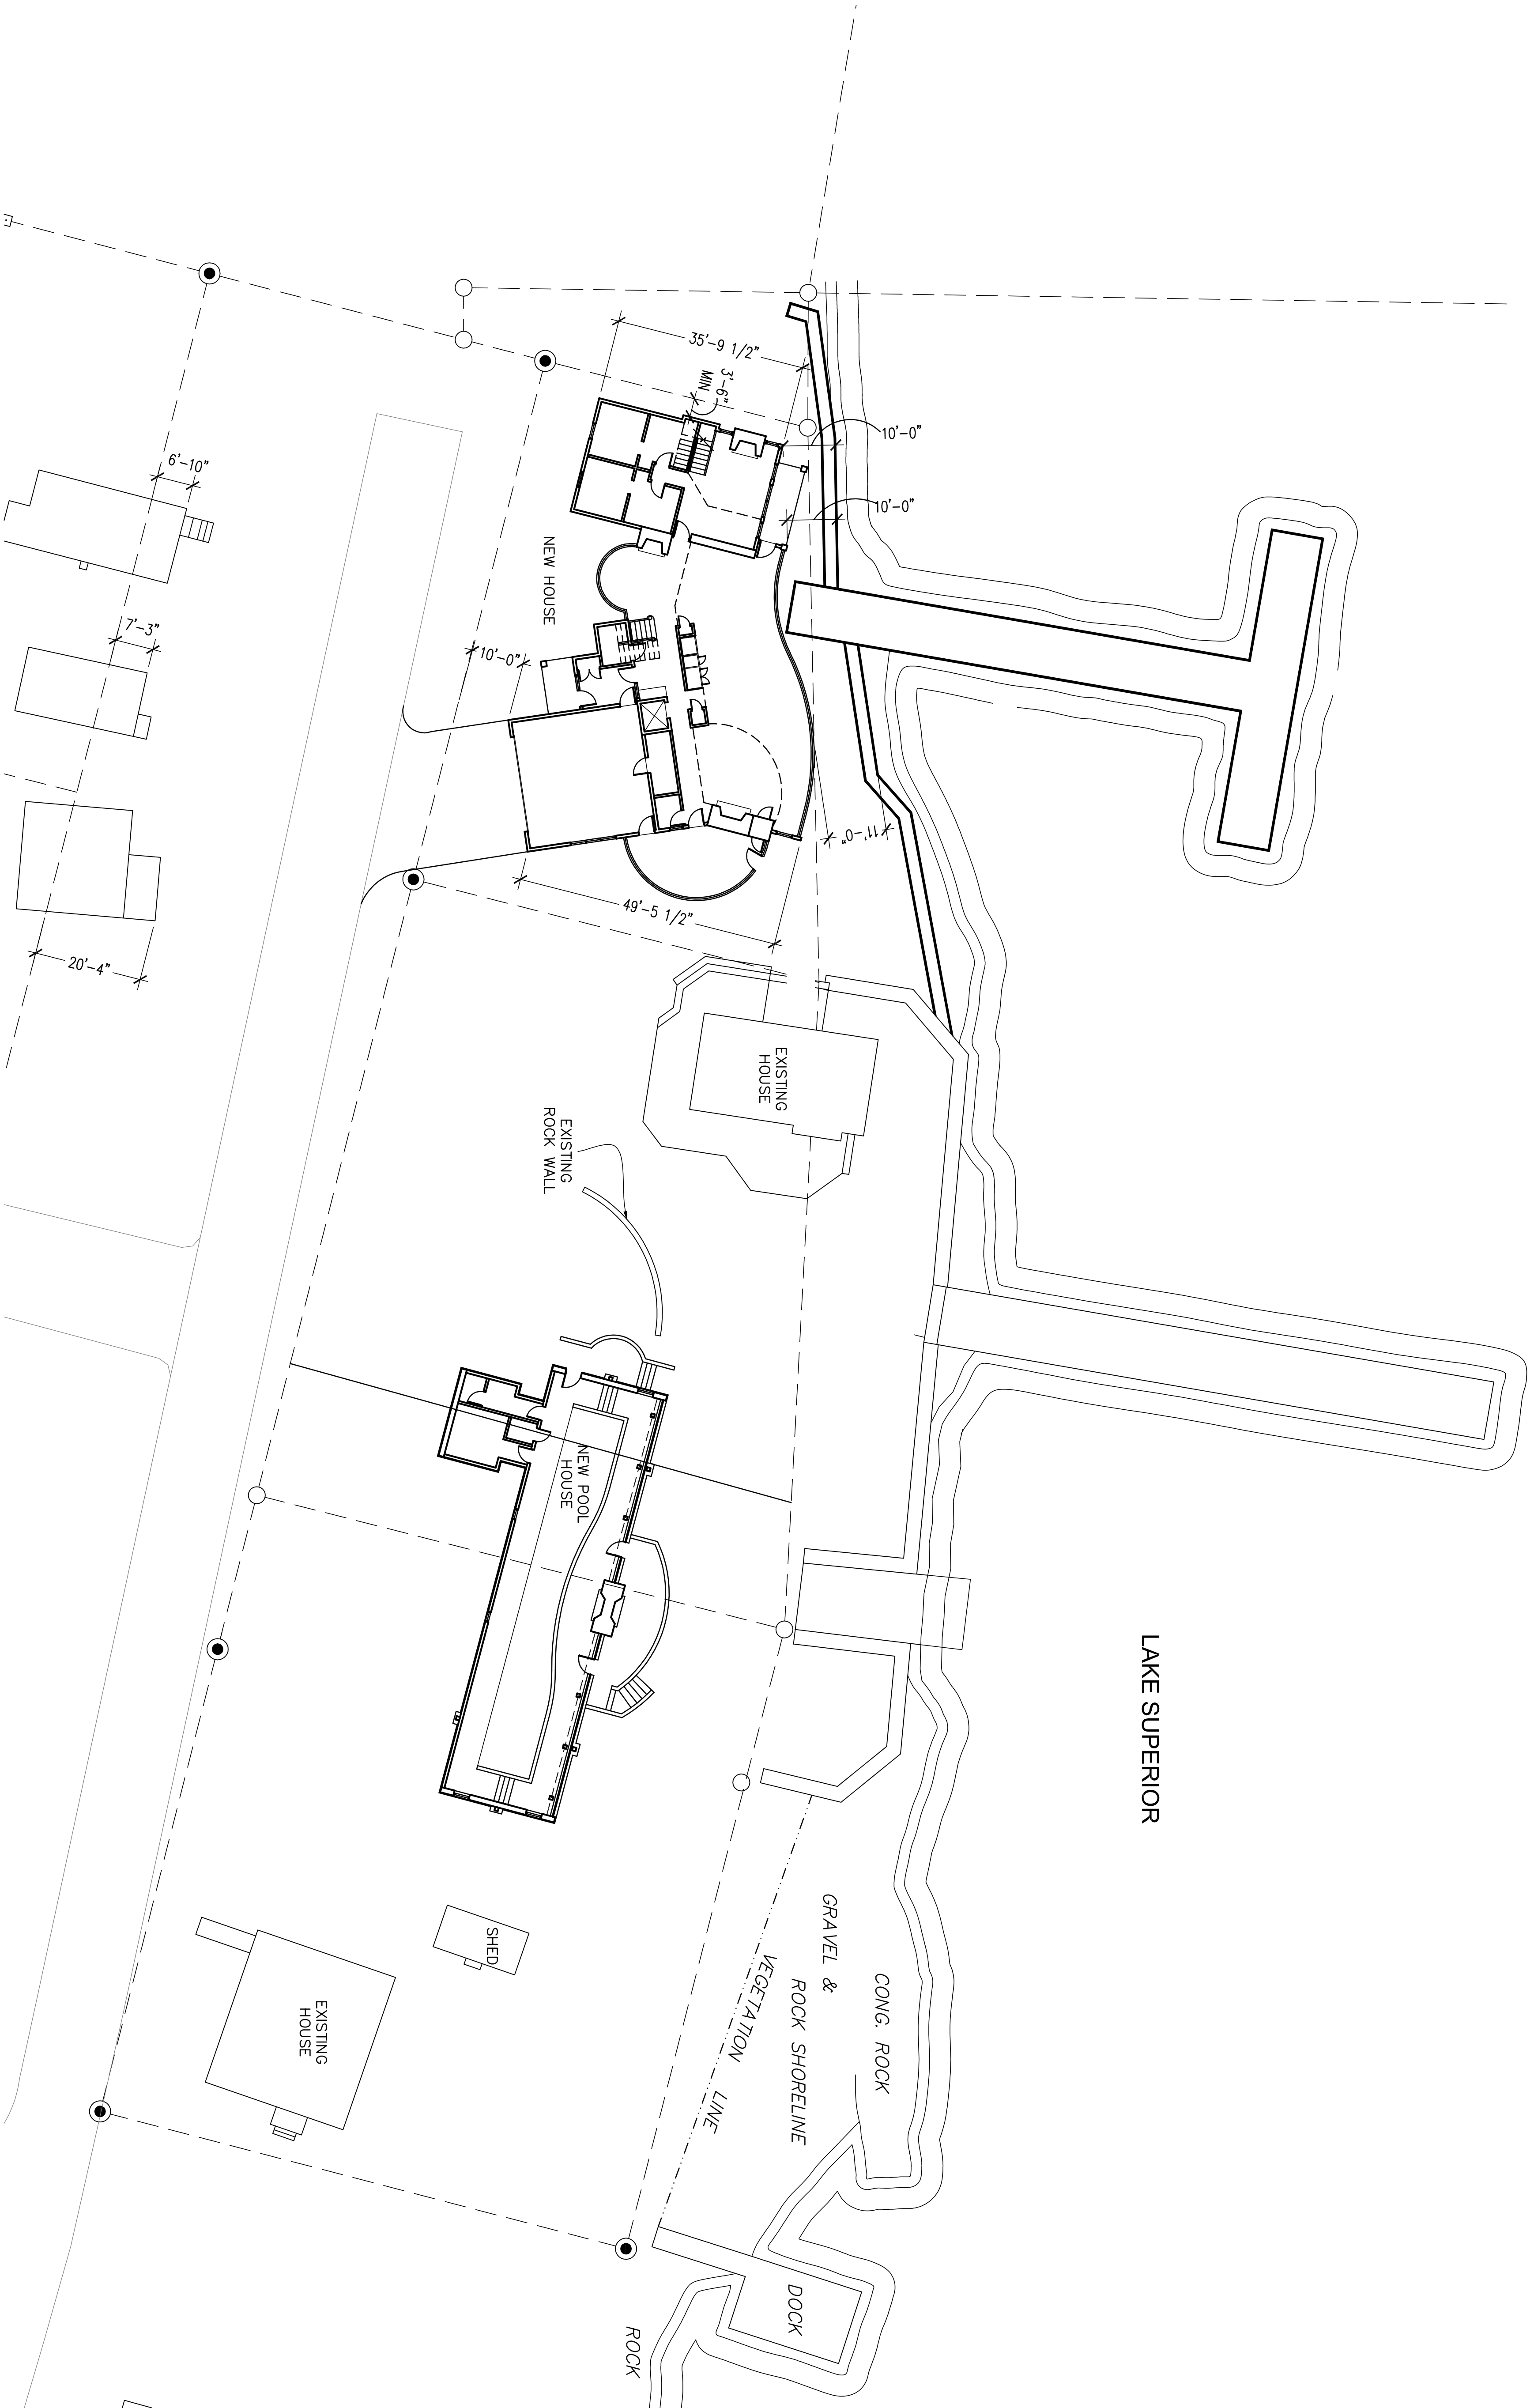 35'-9 1/2"
3'-6"
MIN
10'-0"
10'-0"
6'-10"
NEW HOUSE
7'-3"
10'-0"
11'-0"
49'-5 1/2"
20'-4"
EXISTING
HOUSE
EXISTING
ROCK WALL
NEW POOL
HOUSE
LAKE SUPERIOR
GRAVEL &
ROCK SHORELINE
CONG. ROCK
VEGETATION LINE
SHED
EXISTING
HOUSE
DOCK
ROCK